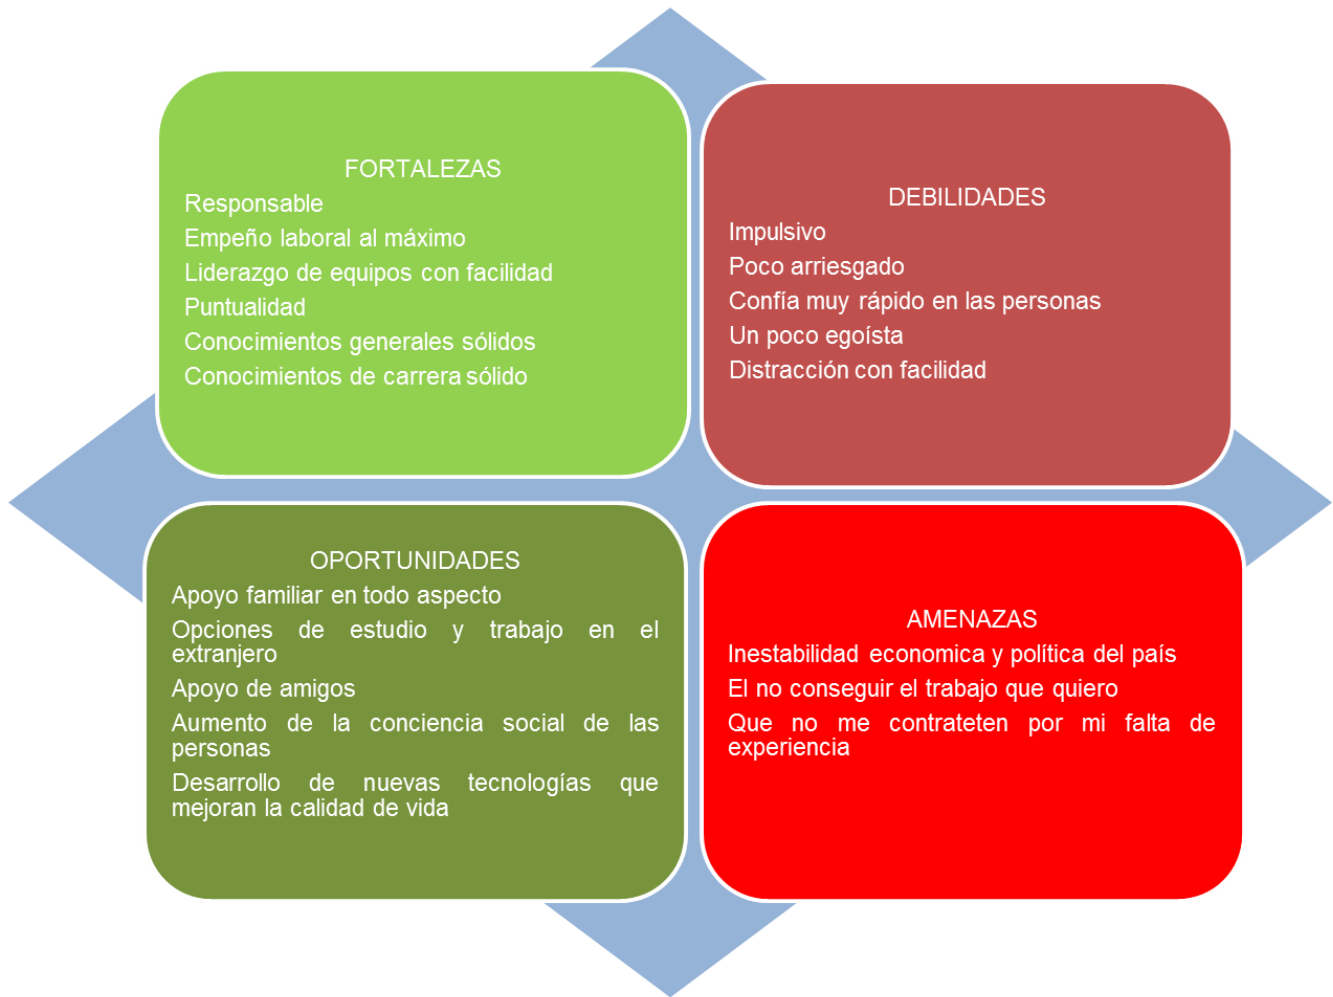 FORTALEZAS
Responsable
Empeño laboral al máximo
Liderazgo de equipos con facilidad
Puntualidad
Conocimientos generales sólidos
Conocimientos de carrera sólido
DEBILIDADES
Impulsivo
Poco arriesgado
Confía muy rápido en las personas
Un poco egoísta
Distracción con facilidad
OPORTUNIDADES
Apoyo familiar en todo aspecto
Opciones de estudio y trabajo en el
extranjero
Apoyo de amigos
Aumento de la conciencia social de las
personas
Desarrollo de nuevas tecnologías que
mejoran la calidad de vida
AMENAZAS
Inestabilidad economica y política del país
El no conseguir el trabajo que quiero
Que no me contrateten por mi falta de
experiencia